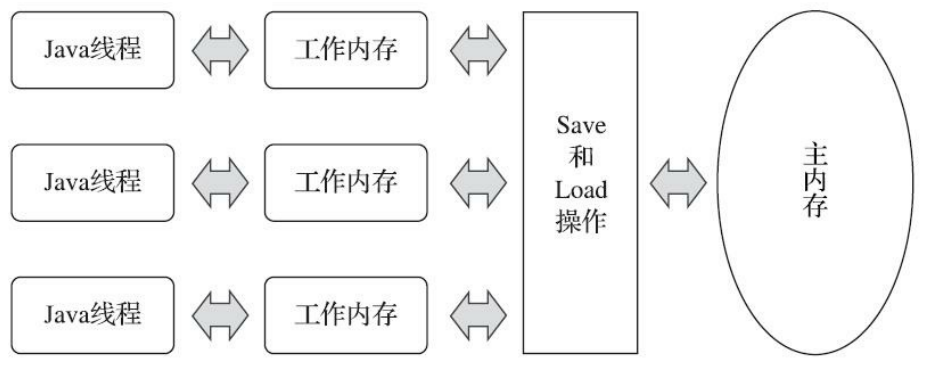 Java线程
工作内存
Java线程
工作内存
Java线程
工作内存
Save
和
Load
操作
主
内
存